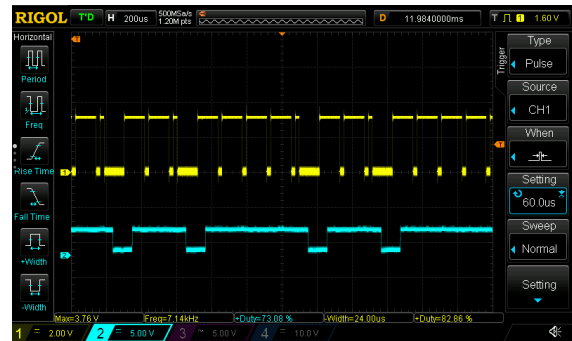 RIGOL T'D H 200us 500MSa/s 1.20M pts D 11.9840000ms T 1 1.60 V
Horizontal
Period
Freq
Rise Time
Fall Time
+Width
-Width
Trigger
Type
Pulse
Source
CH1
When
Setting
60.0us
Sweep
Normal
Setting
T
T
1
2
Max=3.76 V Freq=7.14kHz +Duty=73.08 % -Width=24.00us +Duty=82.86 %
1 = 2.00 V 2 = 5.00 V 3 ~ 5.00 V 4 = 10.0 V